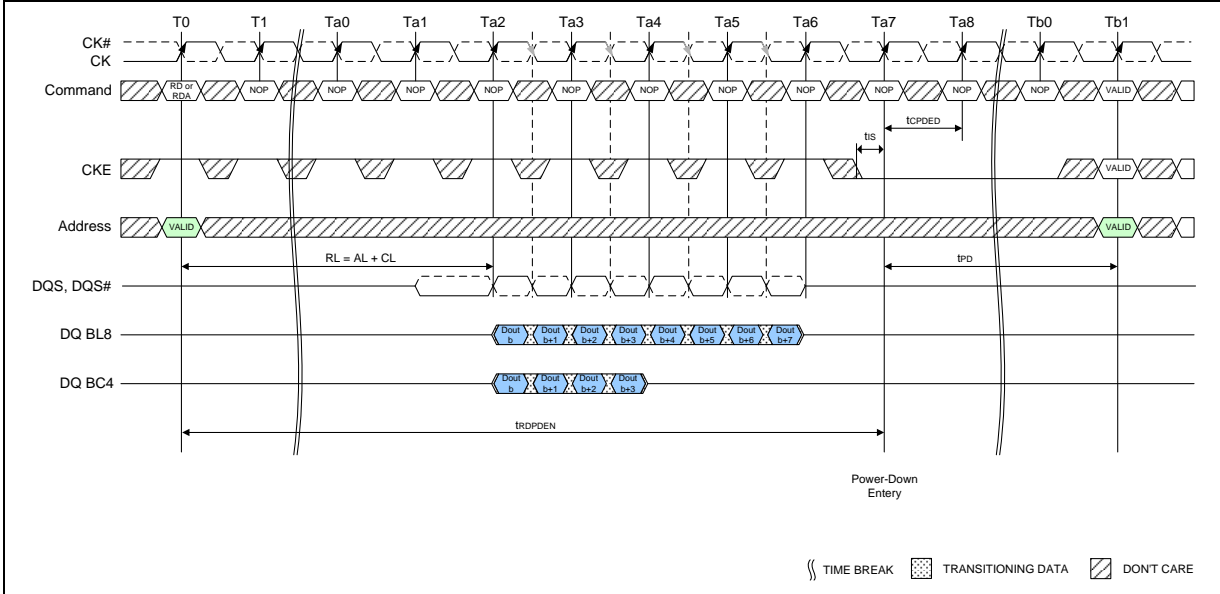 T0 T1 Ta0 Ta1 Ta2 Ta3 Ta4 Ta5 Ta6 Ta7 Ta8 Tb0 Tb1
CK#
CK
Command RD or RDA NOP NOP NOP NOP NOP NOP NOP NOP NOP NOP NOP VALID
tCPDED
tIS
CKE VALID
Address VALID VALID
RL = AL + CL tPD
DQS, DQS#
DQ BL8 Dout b Dout b+1 Dout b+2 Dout b+3 Dout b+4 Dout b+5 Dout b+6 Dout b+7
DQ BC4 Dout b Dout b+1 Dout b+2 Dout b+3
tRDPDEN
Power-Down
Entery
TIME BREAK TRANSITIONING DATA DON'T CARE